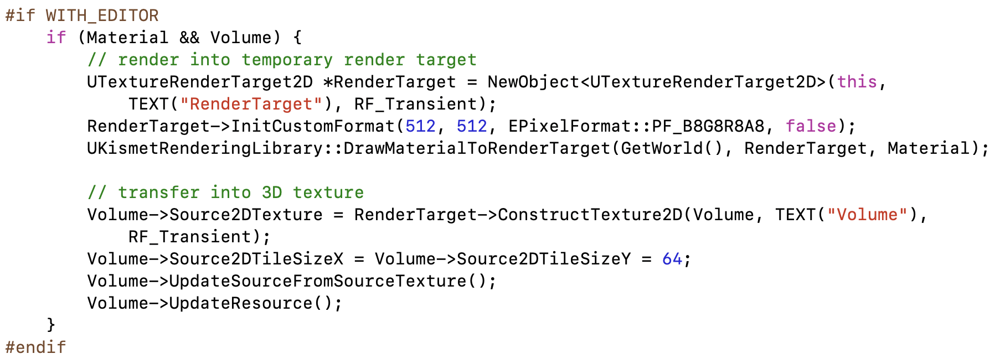 #if WITH_EDITOR
if (Material && Volume) {
// render into temporary render target
UTextureRenderTarget2D *RenderTarget = NewObject<UTextureRenderTarget2D>(this,
TEXT("RenderTarget"), RF_Transient);
RenderTarget->InitCustomFormat(512, 512, EPixelFormat::PF_B8G8R8A8, false);
UKismetRenderingLibrary::DrawMaterialToRenderTarget(GetWorld(), RenderTarget, Material);
// transfer into 3D texture
Volume->Source2DTexture = RenderTarget->ConstructTexture2D(Volume, TEXT("Volume"),
RF_Transient);
Volume->Source2DTileSizeX = Volume->Source2DTileSizeY = 64;
Volume->UpdateSourceFromSourceTexture();
Volume->UpdateResource();
}
#endif